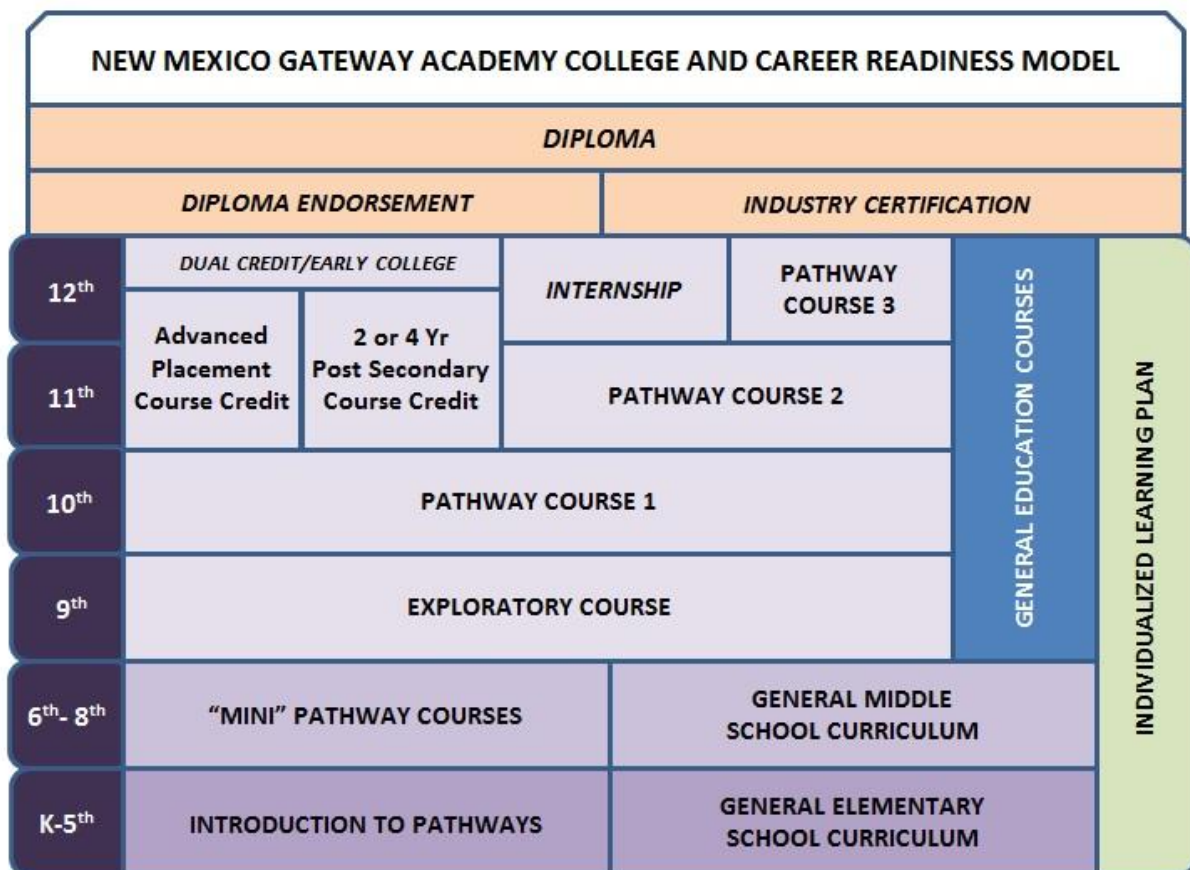 NEW MEXICO GATEWAY ACADEMY COLLEGE AND CAREER READINESS MODEL
DIPLOMA
DIPLOMA ENDORSEMENT
INDUSTRY CERTIFICATION
12th
DUAL CREDIT/EARLY COLLEGE
INTERNSHIP
PATHWAY
COURSE 3
Advanced
Placement
Course Credit
2 or 4 Yr
Post Secondary
Course Credit
11th
PATHWAY COURSE 2
10th
PATHWAY COURSE 1
9th
EXPLORATORY COURSE
GENERAL EDUCATION COURSES
6th- 8th
“MINI” PATHWAY COURSES
GENERAL MIDDLE
SCHOOL CURRICULUM
K-5th
INTRODUCTION TO PATHWAYS
GENERAL ELEMENTARY
SCHOOL CURRICULUM
INDIVIDUALIZED LEARNING PLAN